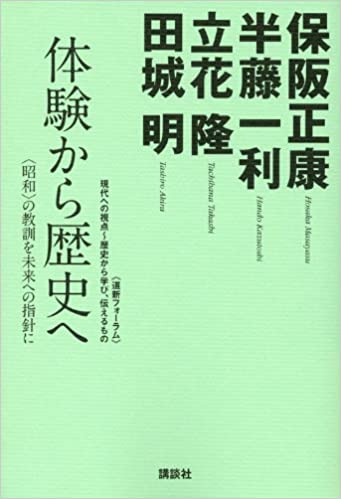 保阪正康
Hosaka Masayasu
半藤一利
Hando Kazutoshi
立花 隆
Tachibana Takashi
田城 明
Tashiro Akira
〈道新フォーラム〉
現代への視点～歴史から学び、伝えるもの
体験から歴史へ
〈昭和〉の教訓を未来への指針に
講談社